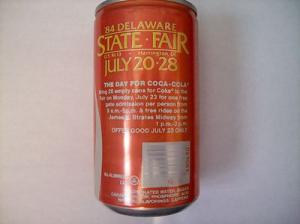 '84 DELAWARE
STATE FAIR
U.S. 13 Harrington, DE
JULY 20-28
THE DAY FOR COCA-COLA
Bring 20 empty cans for Coke to the
Fair on Monday, July 23 for one free
gate admission per person from
9 a.m.-5p.m. & free rides on the
James E. Strates Midway from
1 p.m.-5 p.m.
OFFER GOOD JULY 23 ONLY